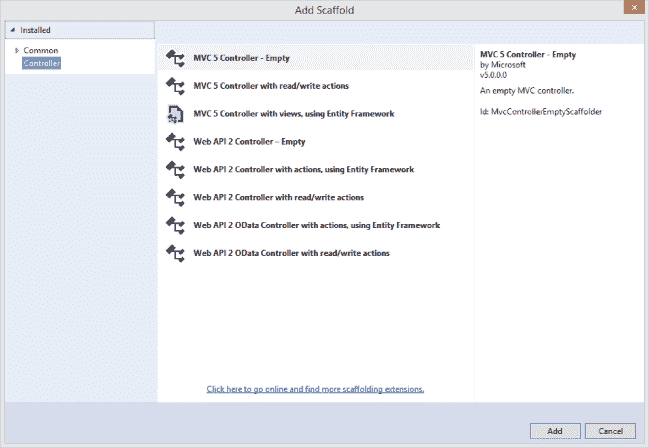 Add Scaffold
Installed
Common
Controller
MVC 5 Controller - Empty
MVC 5 Controller with read/write actions
MVC 5 Controller with views, using Entity Framework
Web API 2 Controller – Empty
Web API 2 Controller with actions, using Entity Framework
Web API 2 Controller with read/write actions
Web API 2 OData Controller with actions, using Entity Framework
Web API 2 OData Controller with read/write actions
Click here to go online and find more scaffolding extensions.
MVC 5 Controller - Empty
by Microsoft
v5.0.0.0
An empty MVC controller.
Id: MvcControllerEmptyScaffolder
Add
Cancel